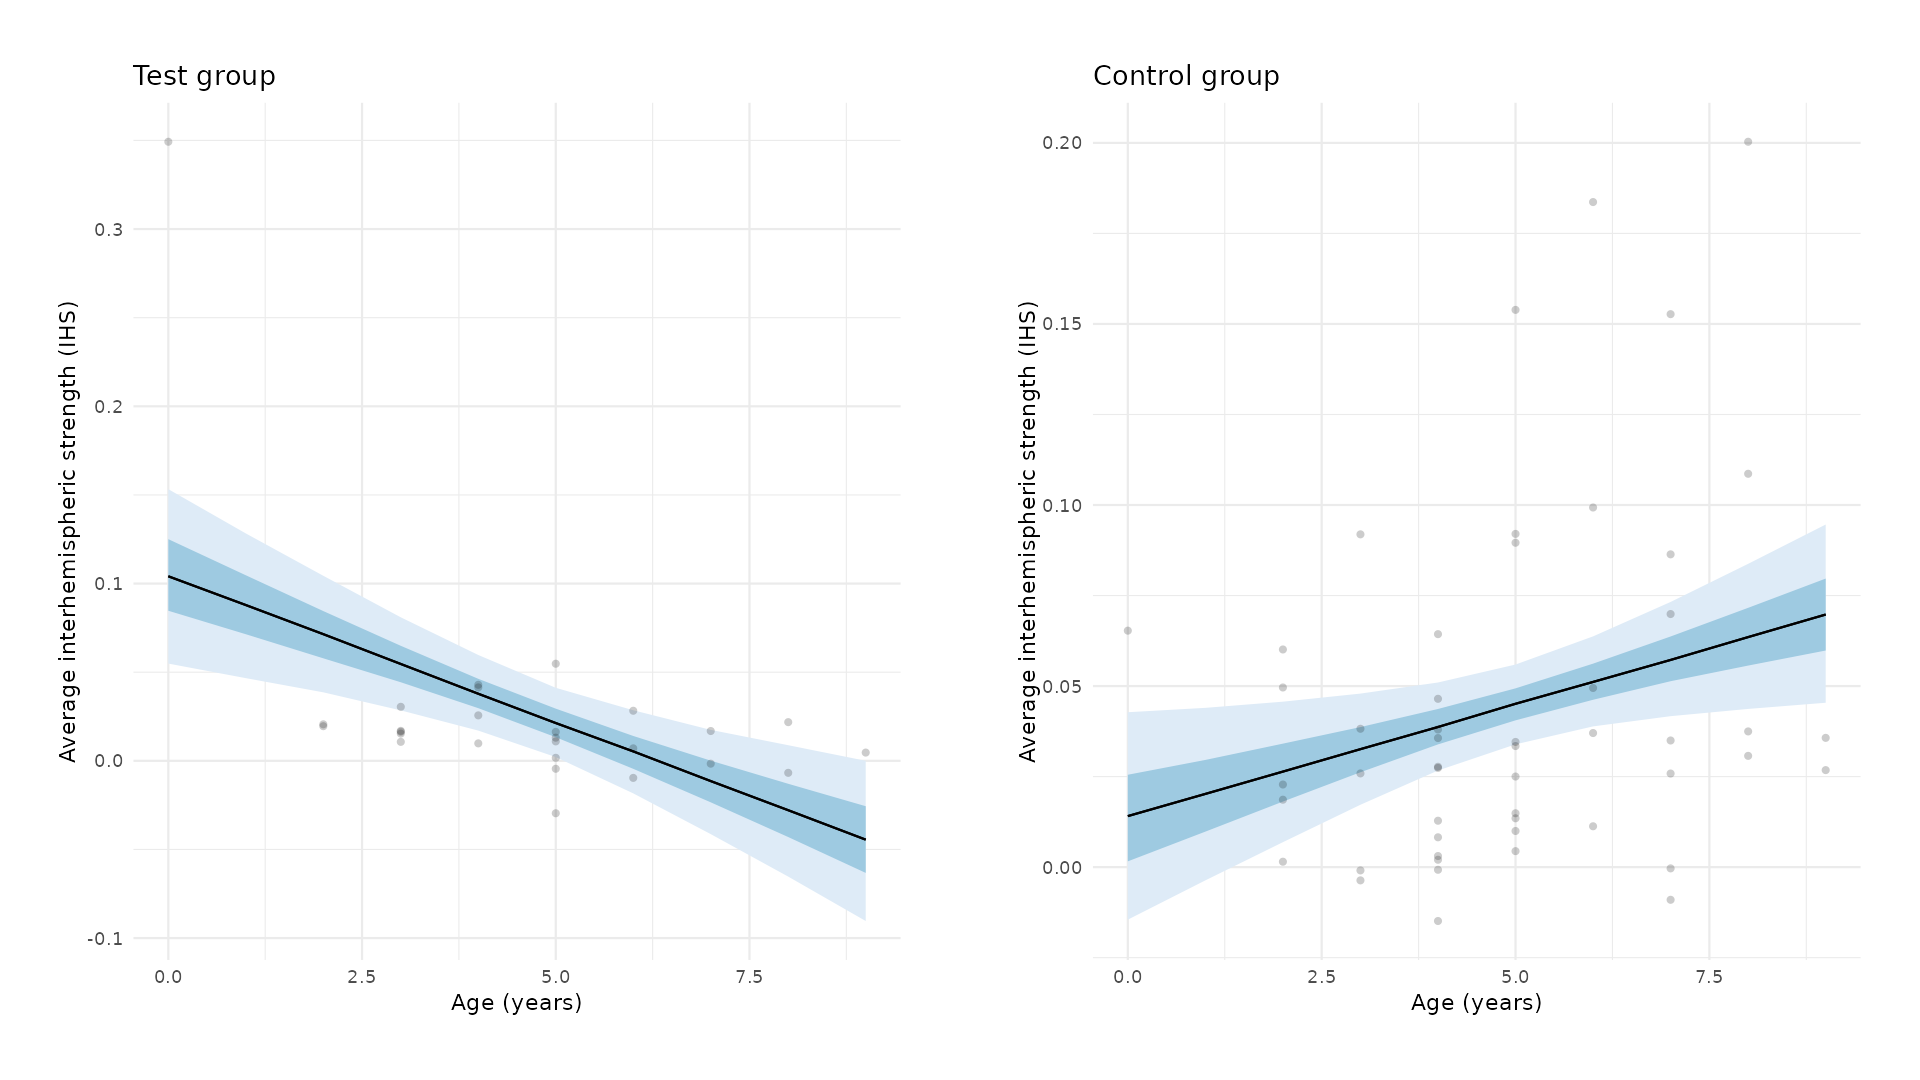 Test group
Average interhemispheric strength (IHS)
0.3
0.2
0.1
0.0
-0.1
0.0 2.5 5.0 7.5
Age (years)
Control group
Average interhemispheric strength (IHS)
0.20
0.15
0.10
0.05
0.00
0.0 2.5 5.0 7.5
Age (years)